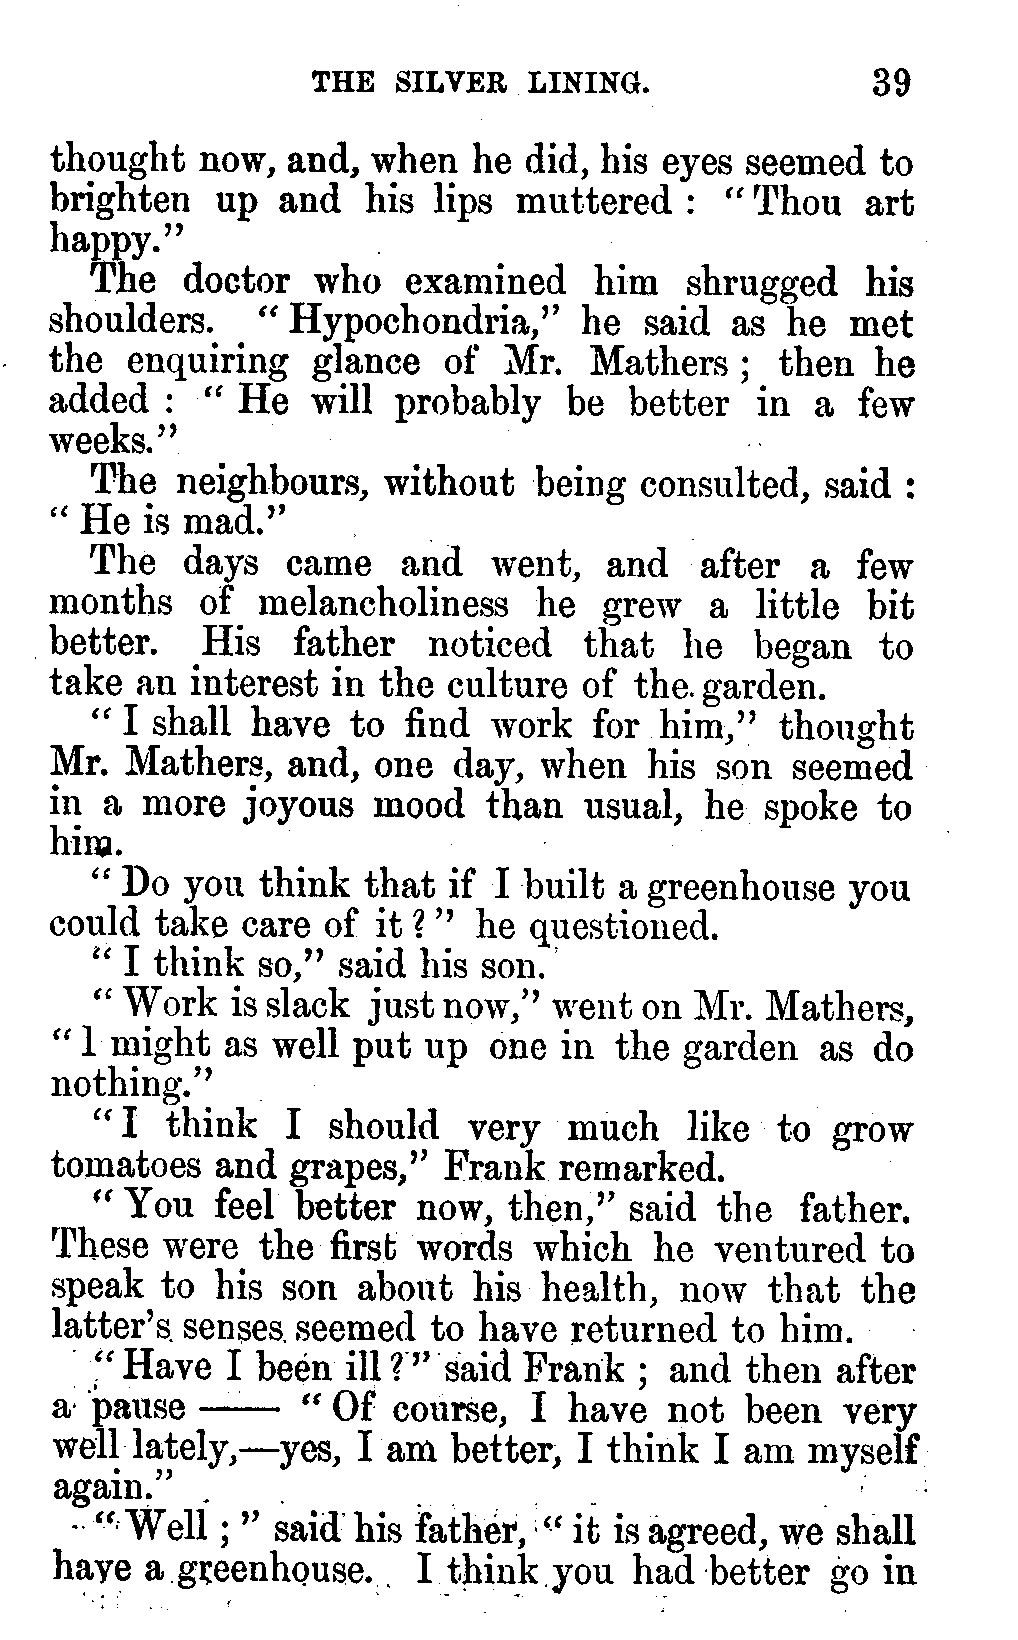 THE SILVER LINING. 39
thought now, and, when he did, his eyes seemed to
brighten up and his lips muttered : “Thou art
happy.”
The doctor who examined him shrugged his
shoulders. “Hypochondria,” he said as he met
the enquiring glance of Mr. Mathers ; then he
added : “He will probably be better in a few
weeks.”
The neighbours, without being consulted, said :
“He is mad.”
The days came and went, and after a few
months of melancholiness he grew a little bit
better. His father noticed that he began to
take an interest in the culture of the garden.
“I shall have to find work for him,” thought
Mr. Mathers, and, one day, when his son seemed
in a more joyous mood than usual, he spoke to
him.
“Do you think that if I built a greenhouse you
could take care of it ?” he questioned.
“I think so,” said his son.
“Work is slack just now,” went on Mr. Mathers,
“I might as well put up one in the garden as do
nothing.”
“I think I should very much like to grow
tomatoes and grapes,” Frank remarked.
“You feel better now, then,” said the father.
These were the first words which he ventured to
speak to his son about his health, now that the
latter’s senses seemed to have returned to him.
“Have I been ill ?” said Frank ; and then after
a pause —— “Of course, I have not been very
well lately,—yes, I am better, I think I am myself
again.”
“Well ;” said his father, “it is agreed, we shall
have a greenhouse. I think you had better go in